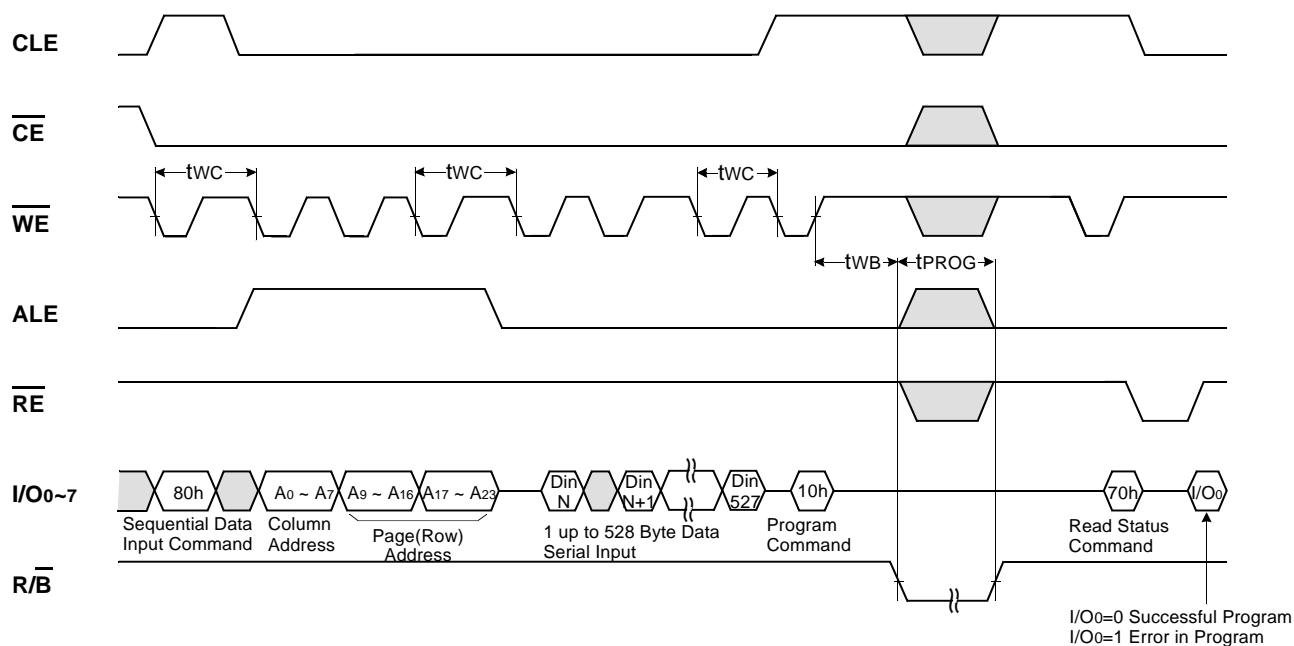 CLE
CE
tWC
tWC
tWC
WE
tWB
tPROG
ALE
RE
I/O0~7
80h
A0 ~ A7
A9 ~ A16
A17 ~ A23
Din
N
Din
N+1
Din
527
10h
70h
I/O0
Sequential Data
Input Command
Column
Address
Page(Row)
Address
1 up to 528 Byte Data
Serial Input
Program
Command
Read Status
Command
R/B
I/O0=0 Successful Program
I/O0=1 Error in Program